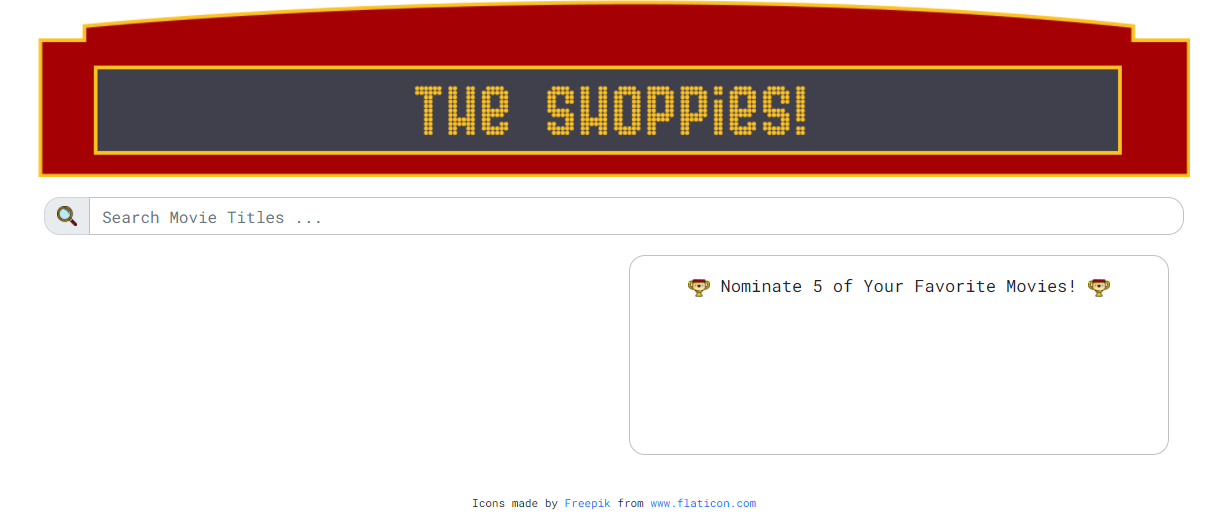 THe SHOPPieS!
Search Movie Titles ...
Nominate 5 of Your Favorite Movies!
Icons made by Freepik from www.flaticon.com